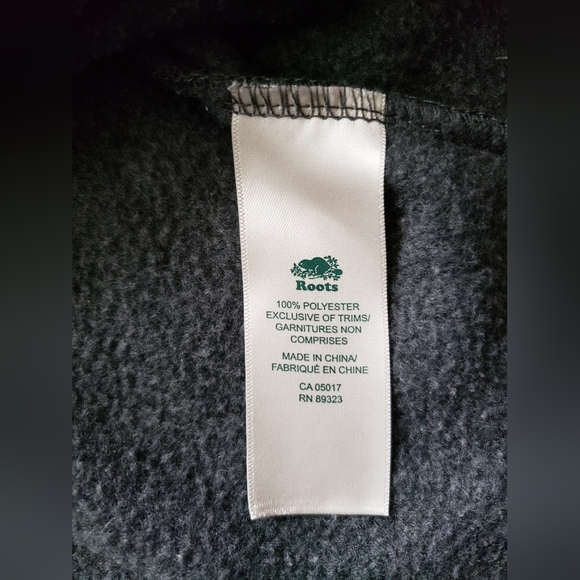 Roots
100% POLYESTER
EXCLUSIVE OF TRIMS/
GARNITURES NON
COMPRISES
MADE IN CHINA/
FABRIQUÉ EN CHINE
CA 05017
RN 89323